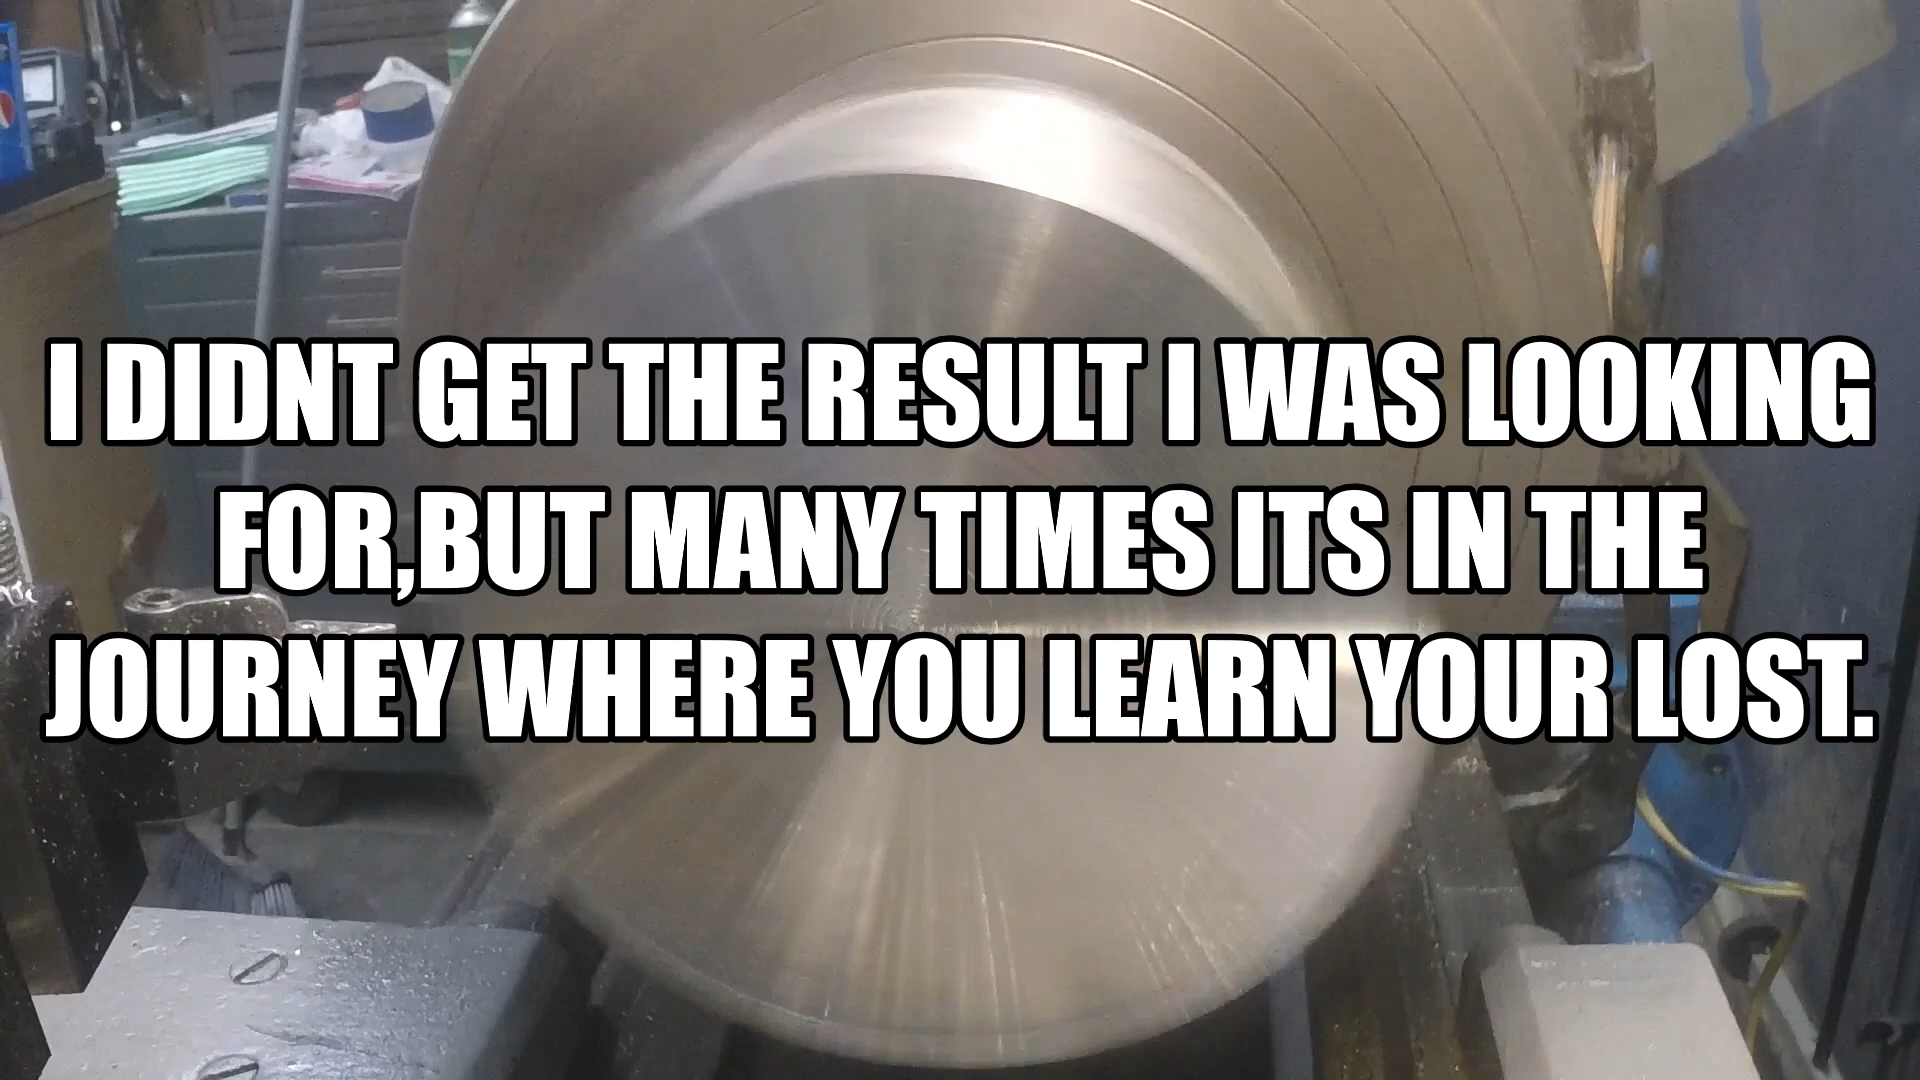 I DIDNT GET THE RESULT I WAS LOOKING
FOR,BUT MANY TIMES ITS IN THE
JOURNEY WHERE YOU LEARN YOUR LOST.